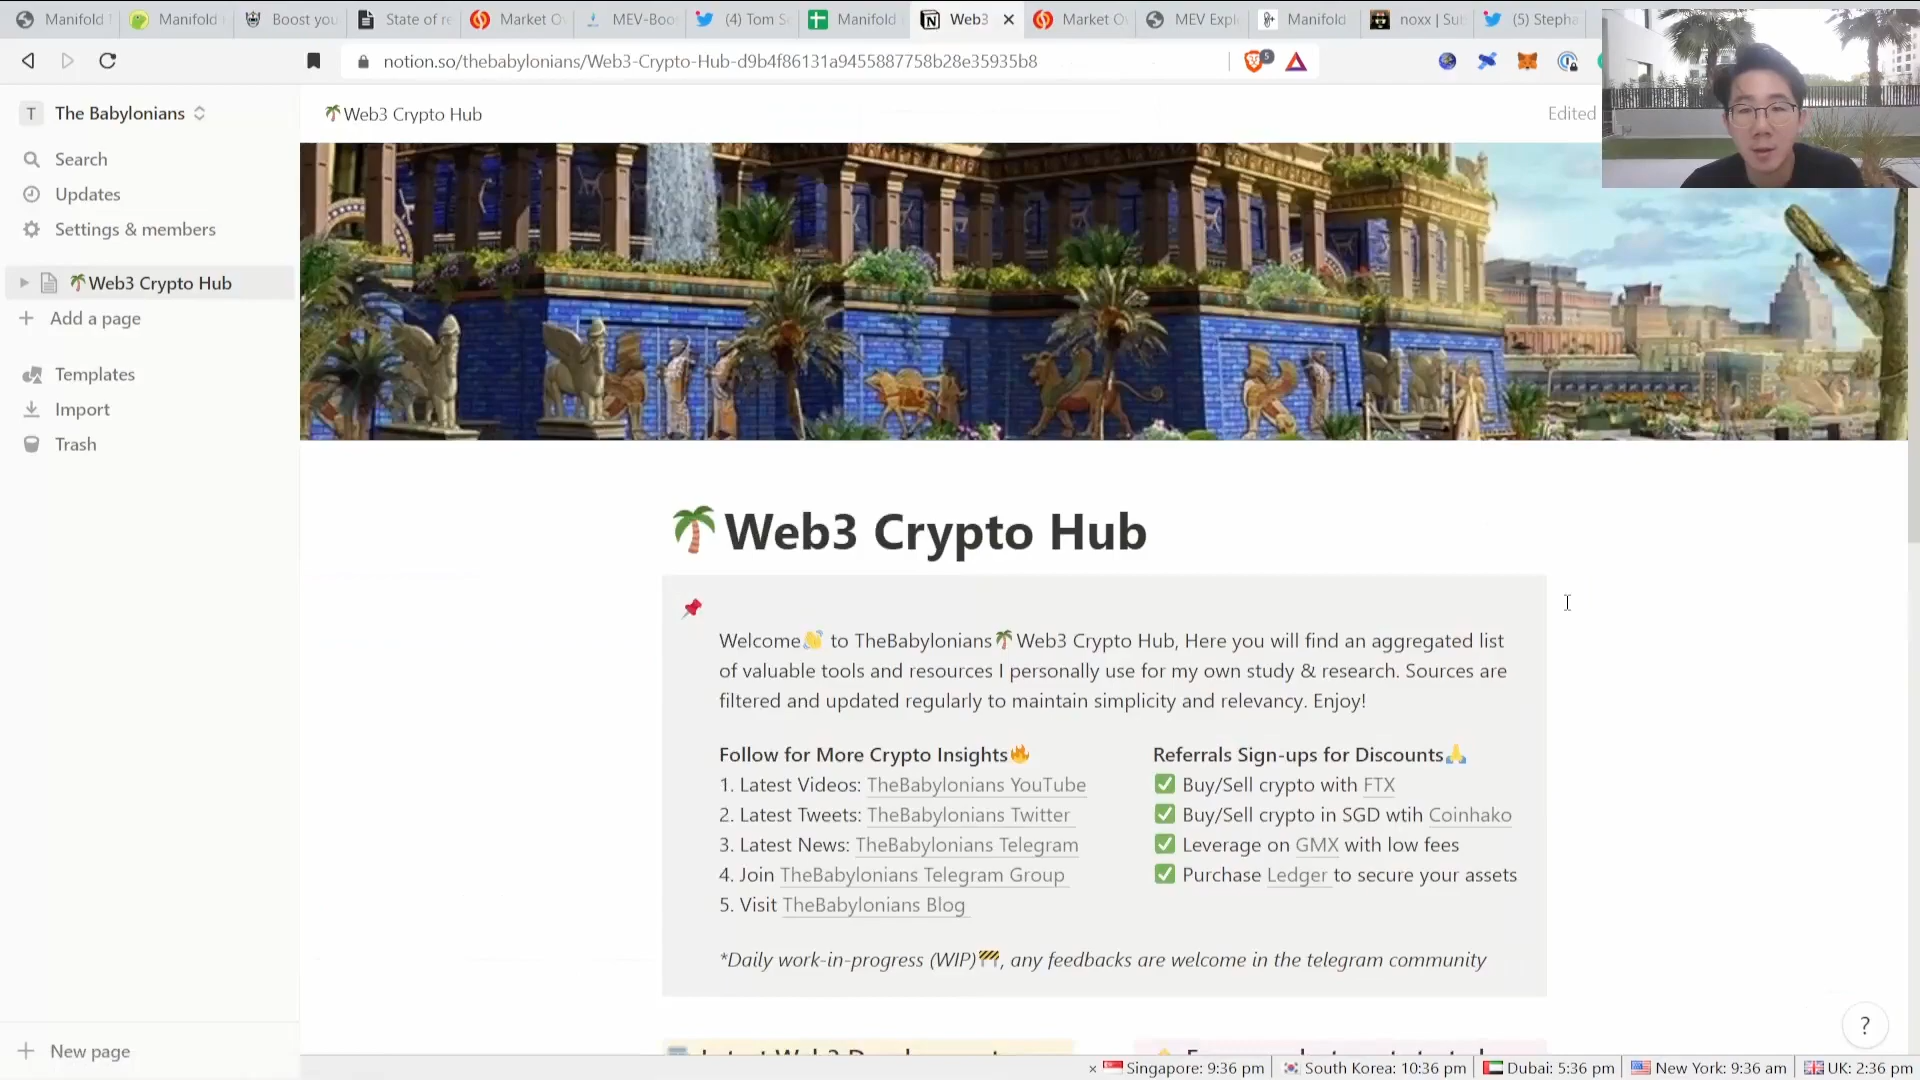 Manifold
Manifold
Boost you
State of re
Market O
MEV-Boo
(4) Tom S
Manifold
Web3
Market O
MEV Expl
Manifold
noxx | Sub
(5) Stepha
notion.so/thebabylonians/Web3-Crypto-Hub-d9b4f86131a9455887758b28e35935b8
5
T The Babylonians
🌴Web3 Crypto Hub
Edited
Search
Updates
Settings & members
🌴Web3 Crypto Hub
Add a page
Templates
Import
Trash
🌴Web3 Crypto Hub
Welcome👋 to TheBabylonians🌴Web3 Crypto Hub, Here you will find an aggregated list
of valuable tools and resources I personally use for my own study & research. Sources are
filtered and updated regularly to maintain simplicity and relevancy. Enjoy!
Follow for More Crypto Insights🔥
1. Latest Videos: TheBabylonians YouTube
2. Latest Tweets: TheBabylonians Twitter
3. Latest News: TheBabylonians Telegram
4. Join TheBabylonians Telegram Group
5. Visit TheBabylonians Blog
Referrals Sign-ups for Discounts🙏
✅ Buy/Sell crypto with FTX
✅ Buy/Sell crypto in SGD wtih Coinhako
✅ Leverage on GMX with low fees
✅ Purchase Ledger to secure your assets
*Daily work-in-progress (WIP)🚧, any feedbacks are welcome in the telegram community
?
New page
Singapore: 9:36 pm
South Korea: 10:36 pm
Dubai: 5:36 pm
New York: 9:36 am
UK: 2:36 pm